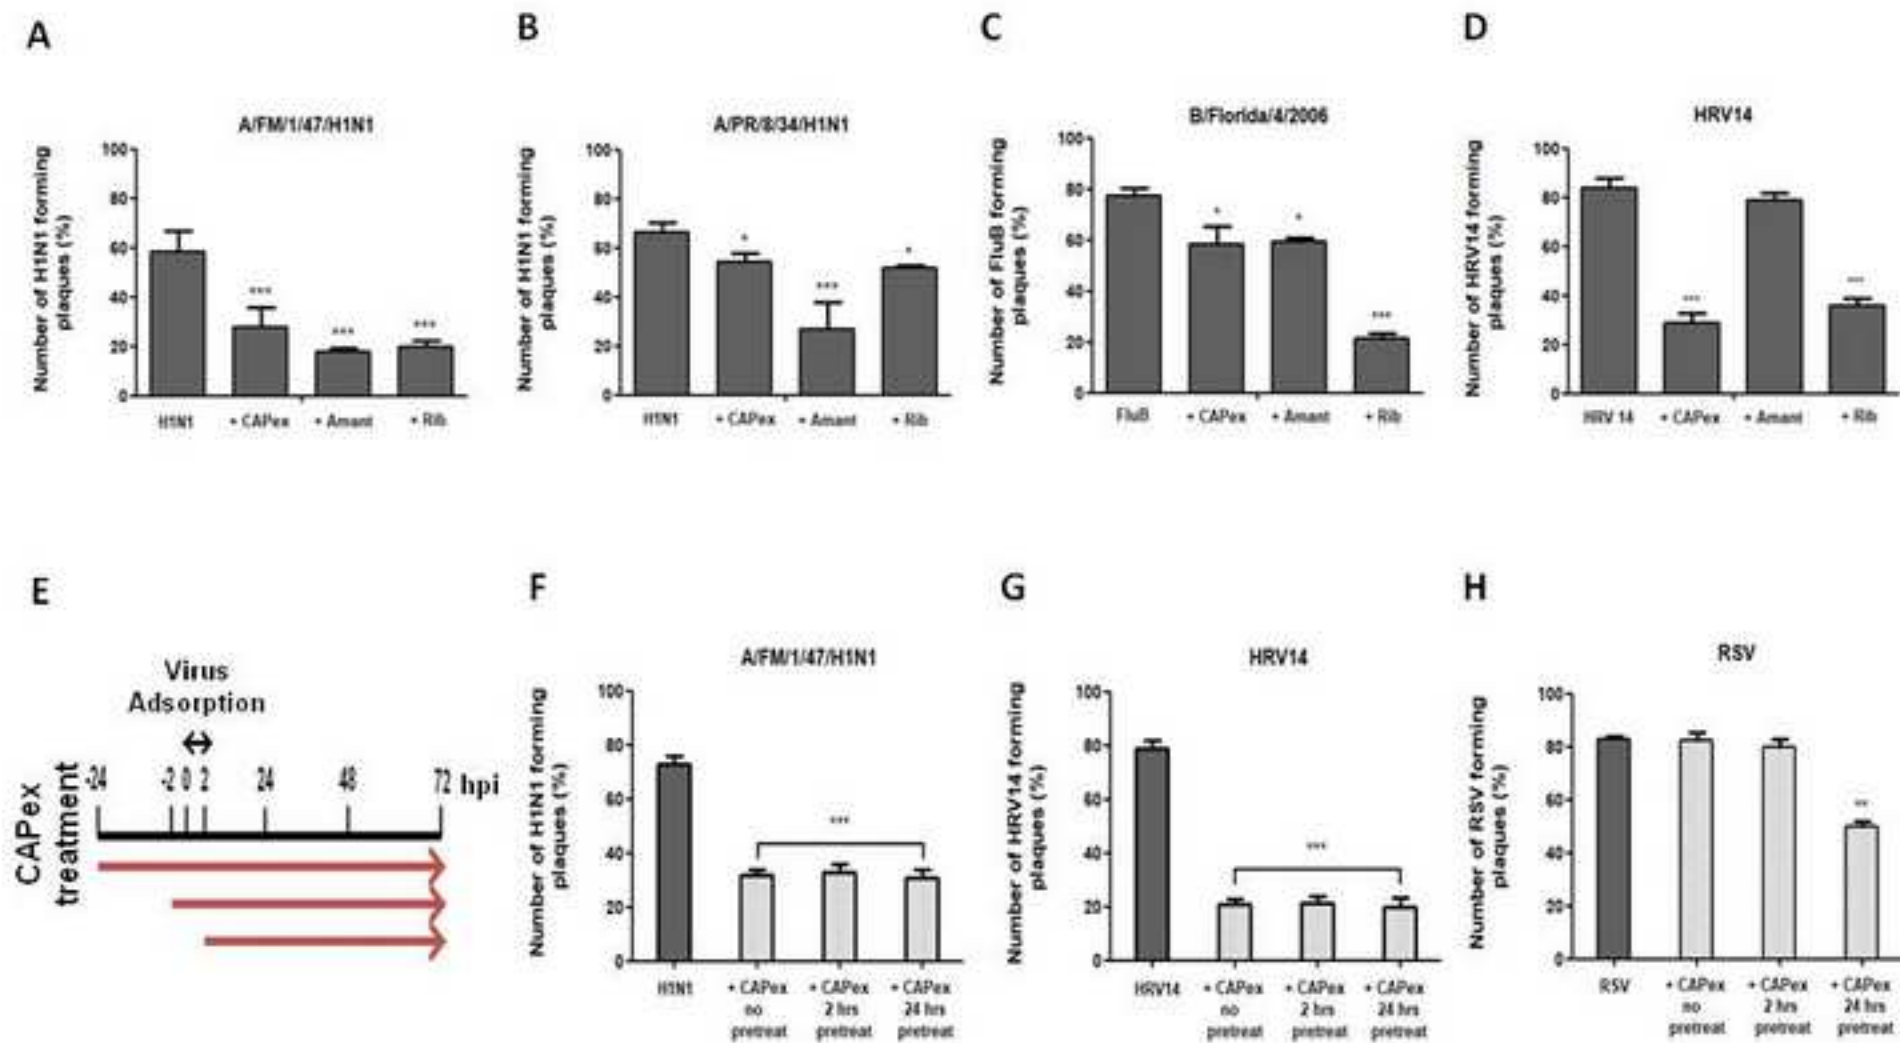 A
A/FM/1/47/H1N1
Number of H1N1 forming
plaques (%)
100
80
60
40
20
0
***
***
***
H1N1
+ CAPex
+ Amant
+ Rib
B
A/PR/8/34/H1N1
Number of H1N1 forming
plaques (%)
100
80
60
40
20
0
*
***
*
H1N1
+ CAPex
+ Amant
+ Rib
C
B/Florida/4/2006
Number of FluB forming
plaques (%)
100
80
60
40
20
0
*
*
***
FluB
+ CAPex
+ Amant
+ Rib
D
HRV14
Number of HRV14 forming
plaques (%)
100
80
60
40
20
0
***
***
HRV 14
+ CAPex
+ Amant
+ Rib
E
Virus
Adsorption
CAPex
treatment
-24
-2 0 2 24 48 72 hpi
F
A/FM/1/47/H1N1
Number of H1N1 forming
plaques (%)
100
80
60
40
20
0
***
H1N1
+ CAPex
no
pretreat
+ CAPex
2 hrs
pretreat
+ CAPex
24 hrs
pretreat
G
HRV14
Number of HRV14 forming
plaques (%)
100
80
60
40
20
0
***
HRV14
+ CAPex
no
pretreat
+ CAPex
2 hrs
pretreat
+ CAPex
24 hrs
pretreat
H
RSV
Number of RSV forming
plaques (%)
100
80
60
40
20
0
**
RSV
+ CAPex
no
pretreat
+ CAPex
2 hrs
pretreat
+ CAPex
24 hrs
pretreat